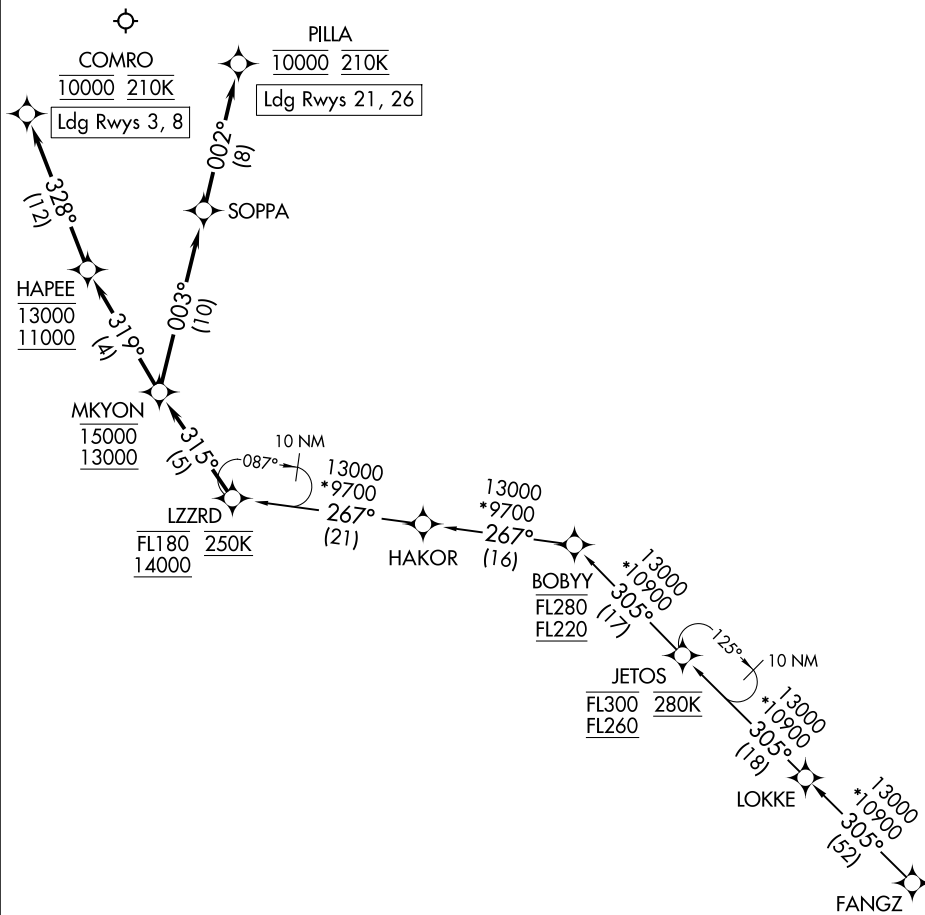 COMRO
10000 210K
Ldg Rwys 3, 8
PILLA
10000 210K
Ldg Rwys 21, 26
002°
(8)
328°
(12)
SOPPA
HAPEE
13000
11000
003°
(10)
319°
(4)
MKYON
15000
13000
315°
(5)
10 NM
087°
LZZRD
FL180 250K
14000
13000
*9700
267°
(21)
HAKOR
13000
*9700
267°
(16)
BOBYY
FL280
FL220
13000
*10900
305°
(17)
125°
10 NM
JETOS
FL300 280K
FL260
13000
*10900
305°
(18)
LOKKE
13000
*10900
305°
(52)
FANGZ